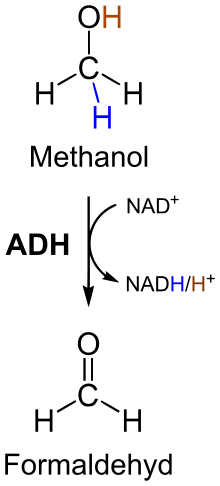 OH
C
H H
H
Methanol
NAD⁺
ADH
NADH/H⁺
O
C
H H
Formaldehyd